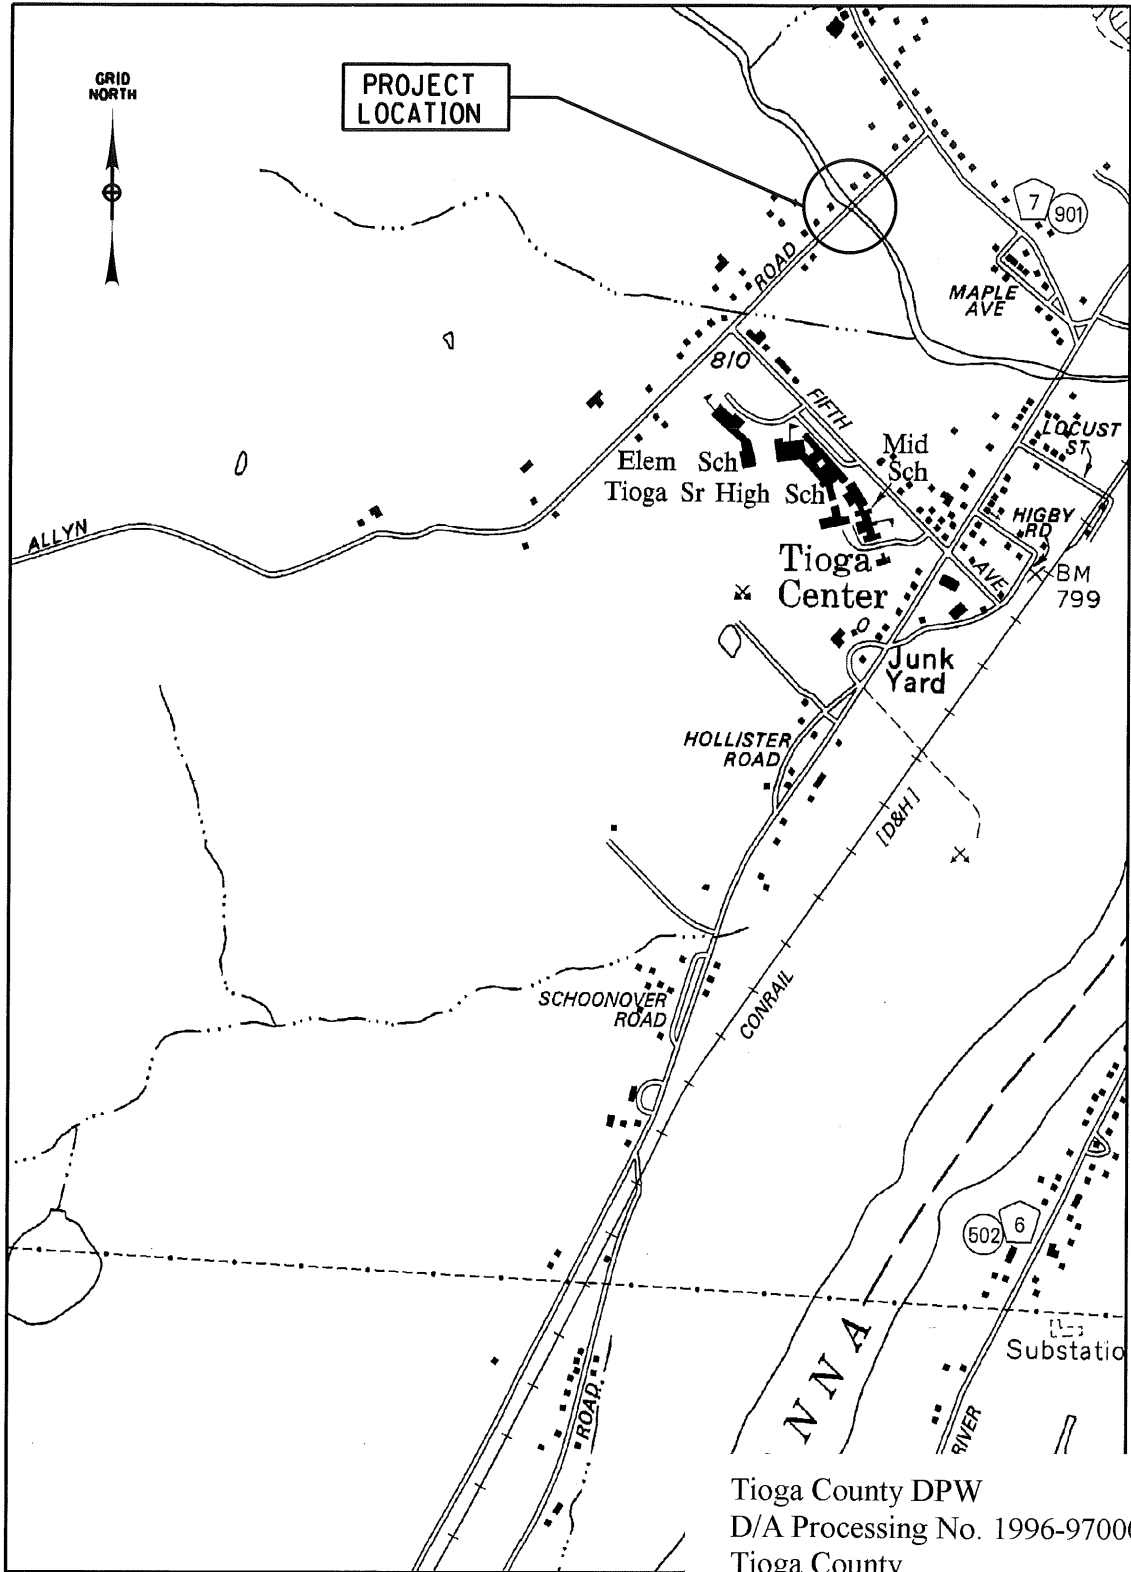 GRID
NORTH
PROJECT
LOCATION
7
901
ROAD
MAPLE
AVE
810
FIFTH
LOCUST
ST
Mid
Sch
Elem Sch
Tioga Sr High Sch
HIGBY
RD
ALLYN
Tioga
Center
AVE
BM
799
Junk
Yard
HOLLISTER
ROAD
[D&H]
SCHOONOVER
ROAD
CONRAIL
502
6
Substatio
NNA
ROAD
RIVER
Tioga County DPW
D/A Processing No. 1996-97006
Tioga County